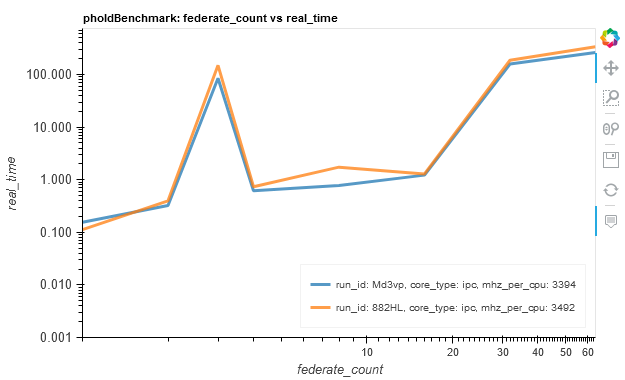 pholdBenchmark: federate_count vs real_time
100.000
10.000
1.000
0.100
0.010
0.001
real_time
run_id: Md3vp, core_type: ipc, mhz_per_cpu: 3394
run_id: 882HL, core_type: ipc, mhz_per_cpu: 3492
10 20 30 40 50 60
federate_count